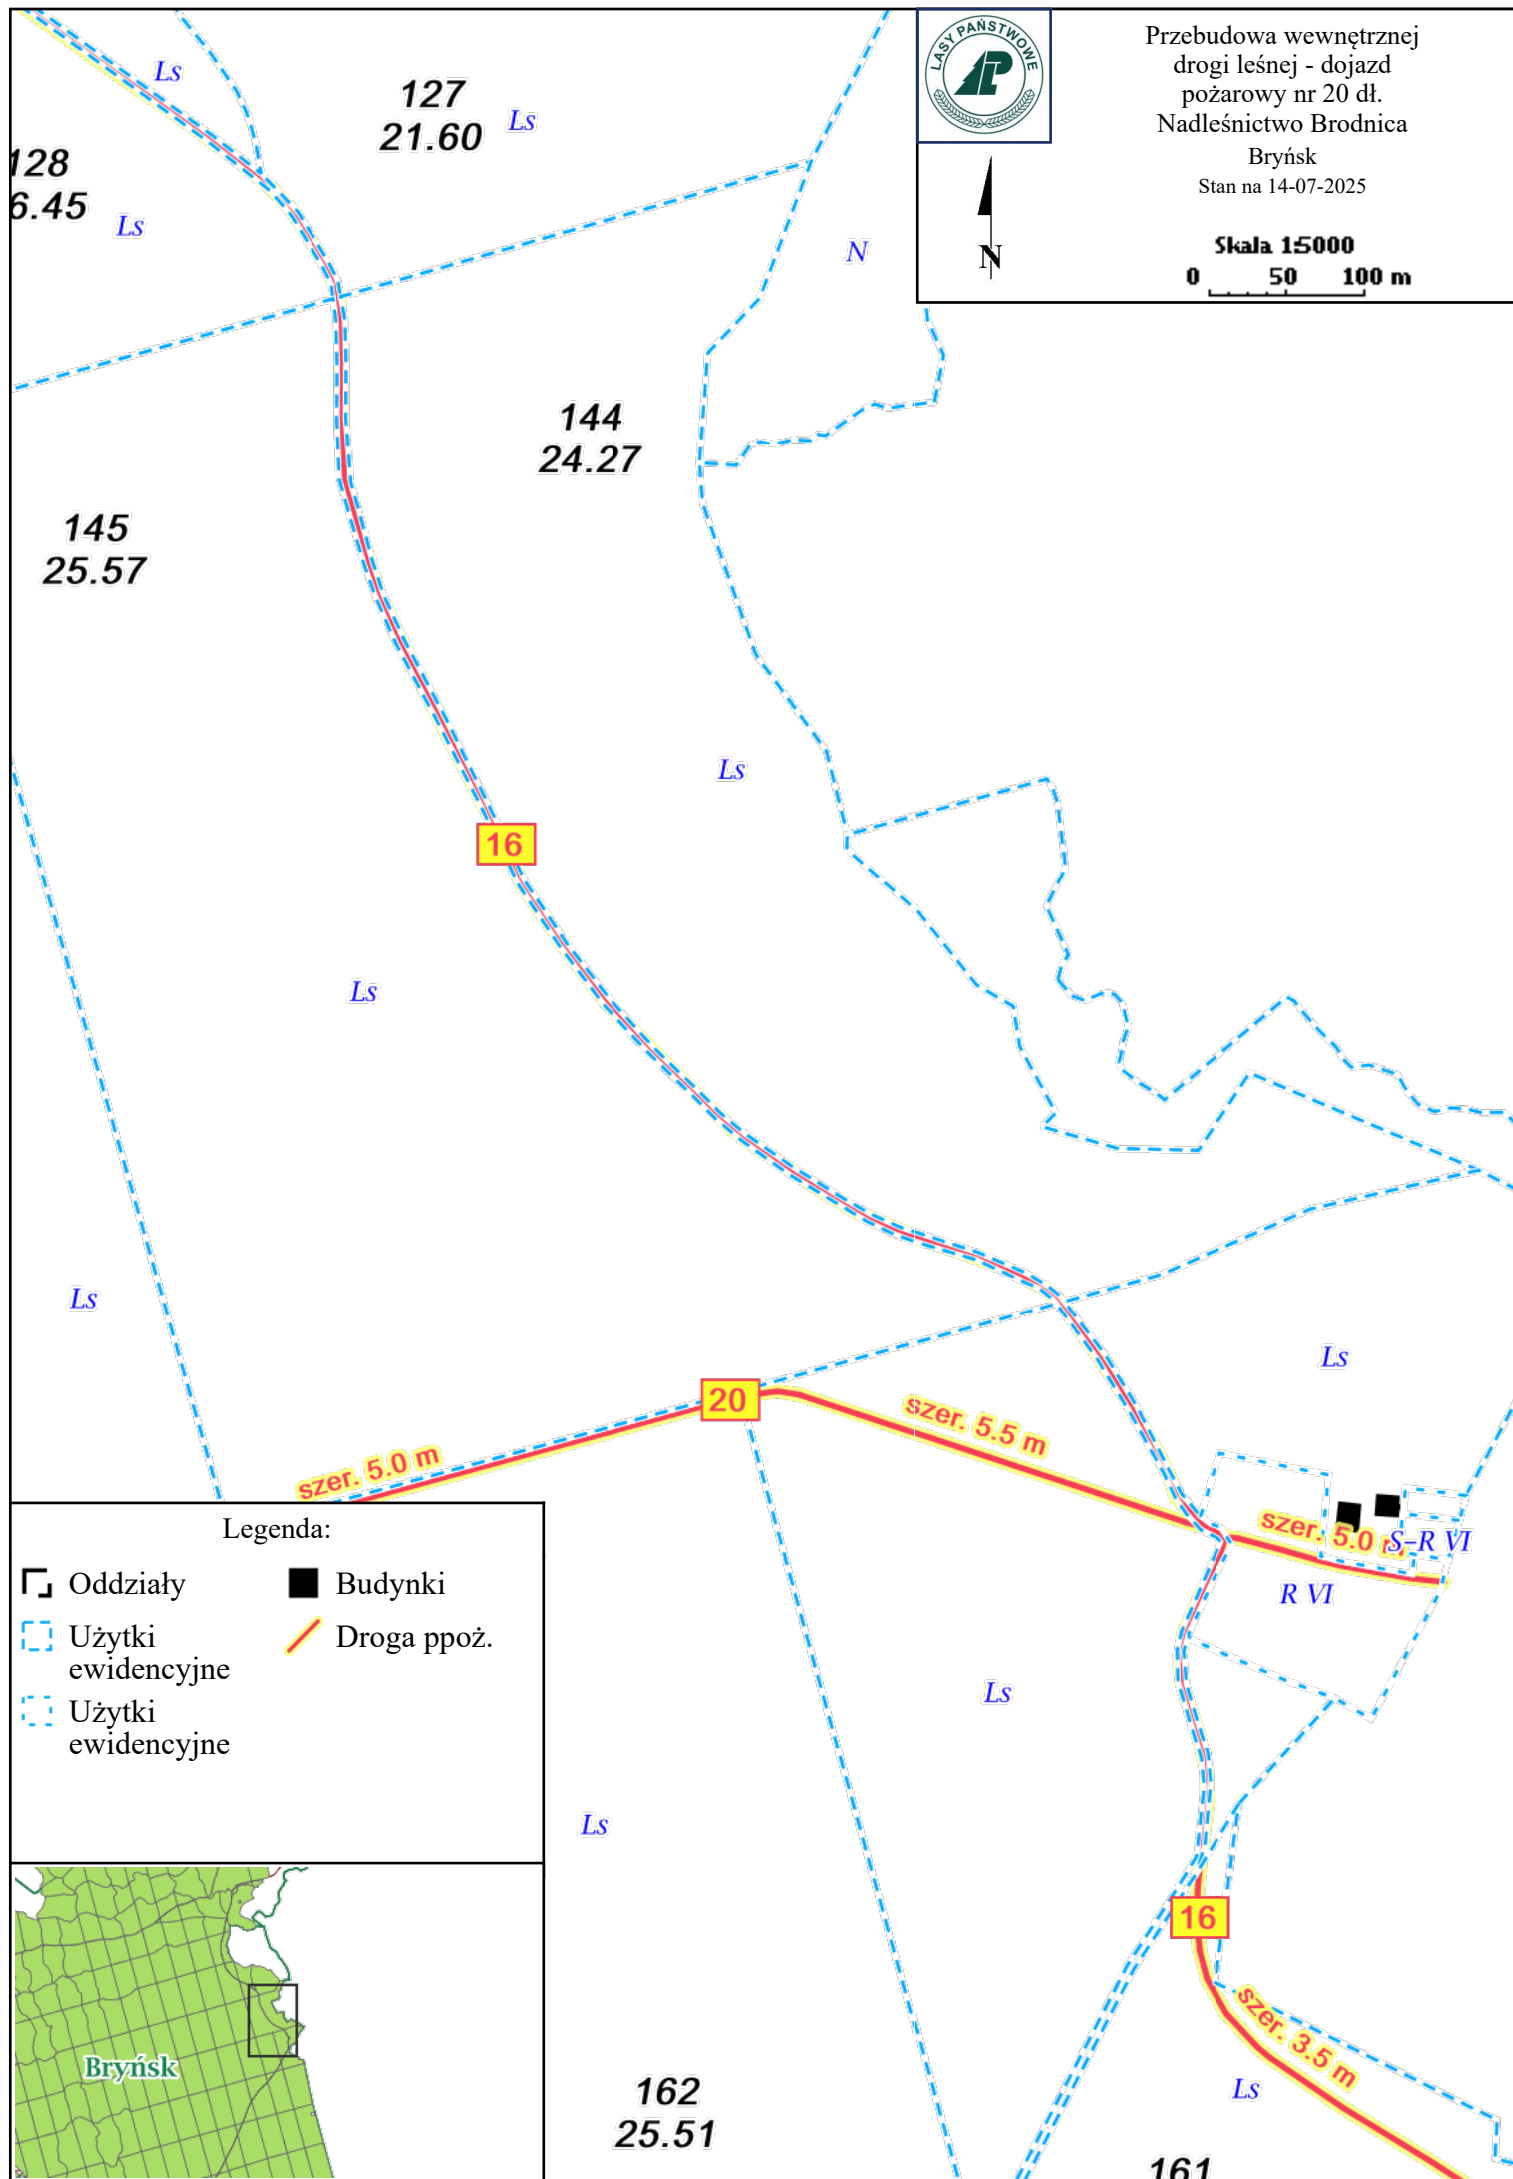 LASY PAŃSTWOWE
Przebudowa wewnętrznej
drogi leśnej - dojazd
pożarowy nr 20 dł.
Nadleśnictwo Brodnica
Bryńsk
Stan na 14-07-2025
Skala 1:5000
0 50 100 m
N
Ls
127
21.60
Ls
128
6.45
Ls
N
144
24.27
145
25.57
Ls
16
Ls
Ls
Ls
20
szer. 5.5 m
szer. 5.0 m
szer. 5.0 m
S-R VI
R VI
Legenda:
Oddziały
Budynki
Użytki
ewidencyjne
Droga ppoż.
Użytki
ewidencyjne
Ls
Ls
16
szer. 3.5 m
Bryńsk
162
25.51
Ls
161